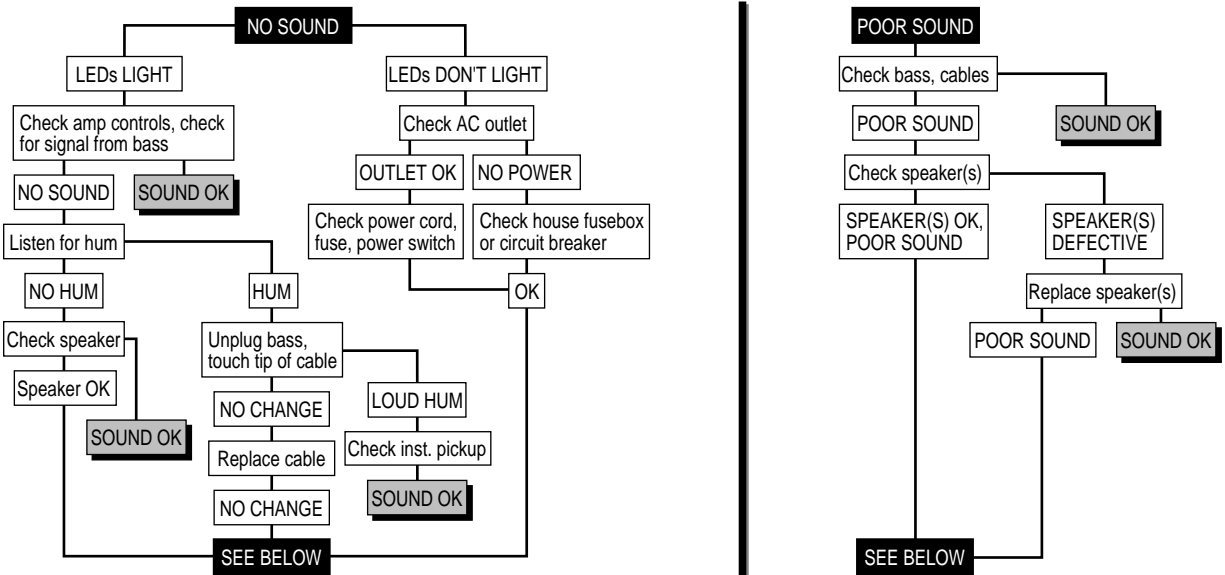 NO SOUND
LEDs LIGHT
LEDs DON'T LIGHT
Check amp controls, check
for signal from bass
Check AC outlet
NO SOUND
SOUND OK
OUTLET OK
NO POWER
Check power cord,
fuse, power switch
Check house fusebox
or circuit breaker
Listen for hum
NO HUM
HUM
OK
Check speaker
Unplug bass,
touch tip of cable
Speaker OK
NO CHANGE
LOUD HUM
SOUND OK
Replace cable
Check inst. pickup
NO CHANGE
SOUND OK
SEE BELOW
POOR SOUND
Check bass, cables
POOR SOUND
SOUND OK
Check speaker(s)
SPEAKER(S) OK,
POOR SOUND
SPEAKER(S)
DEFECTIVE
Replace speaker(s)
POOR SOUND
SOUND OK
SEE BELOW